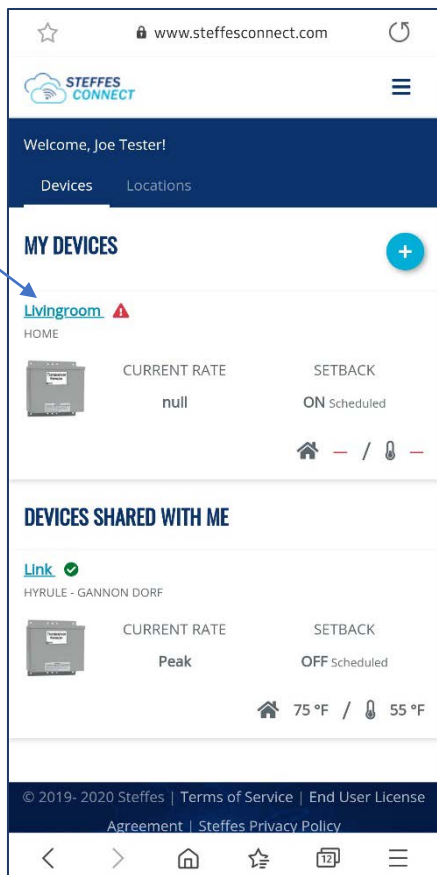 www.steffesconnect.com
STEFFES
CONNECT
Welcome, Joe Tester!
Devices Locations
MY DEVICES
+
Livingroom
HOME
CURRENT RATE SETBACK
null ON Scheduled
– / –
DEVICES SHARED WITH ME
Link
HYRULE - GANNON DORF
CURRENT RATE SETBACK
Peak OFF Scheduled
75 °F / 55 °F
© 2019- 2020 Steffes | Terms of Service | End User License
Agreement | Steffes Privacy Policy
12